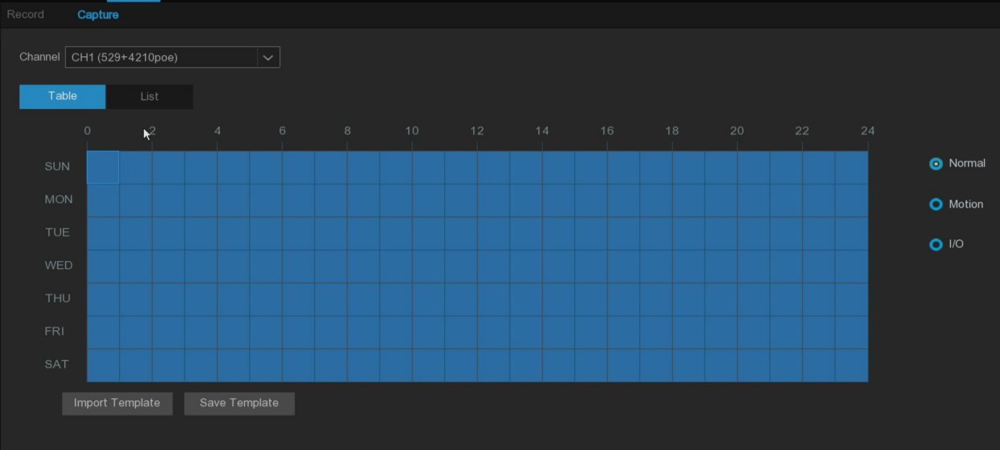 Record Capture
Channel CH1 (529+4210poe)
Table List
0 2 4 6 8 10 12 14 16 18 20 22 24
SUN
Normal
MON
Motion
TUE
I/O
WED
THU
FRI
SAT
Import Template Save Template